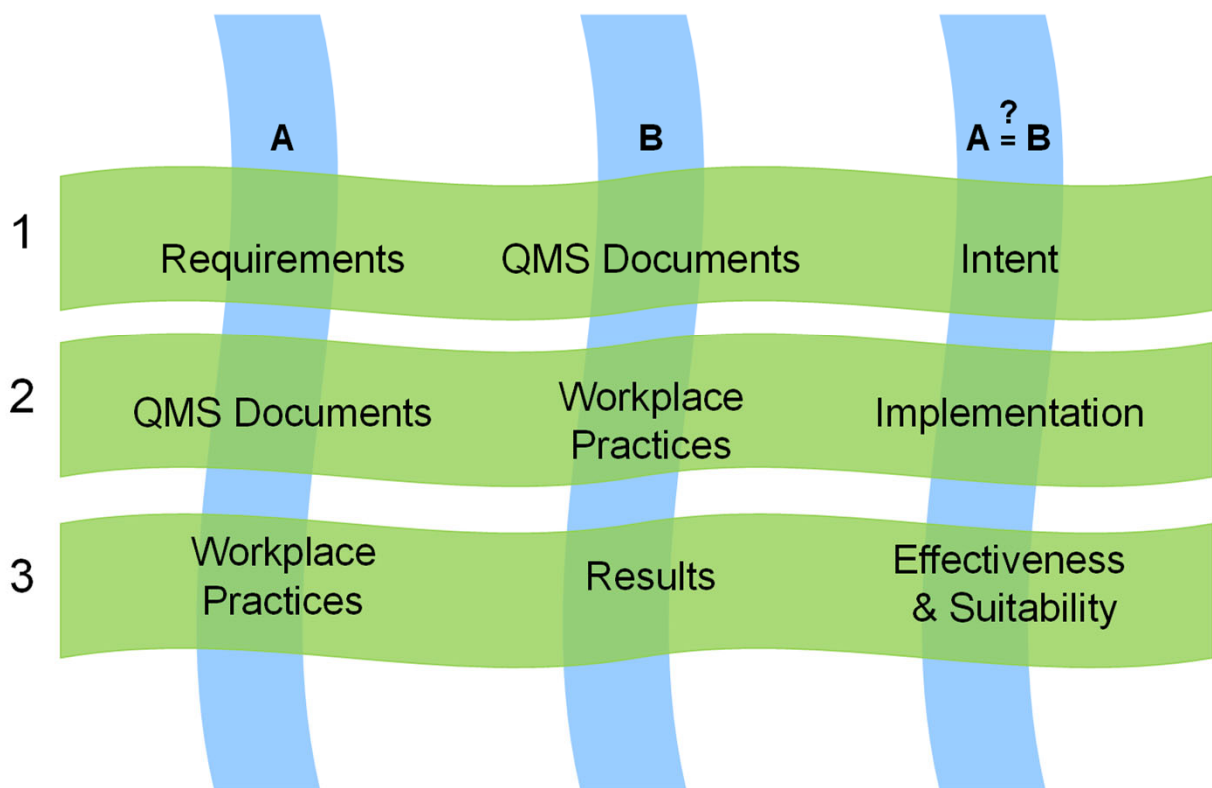 A
B
?
A = B
1
Requirements
QMS Documents
Intent
2
QMS Documents
Workplace
Practices
Implementation
3
Workplace
Practices
Results
Effectiveness
& Suitability